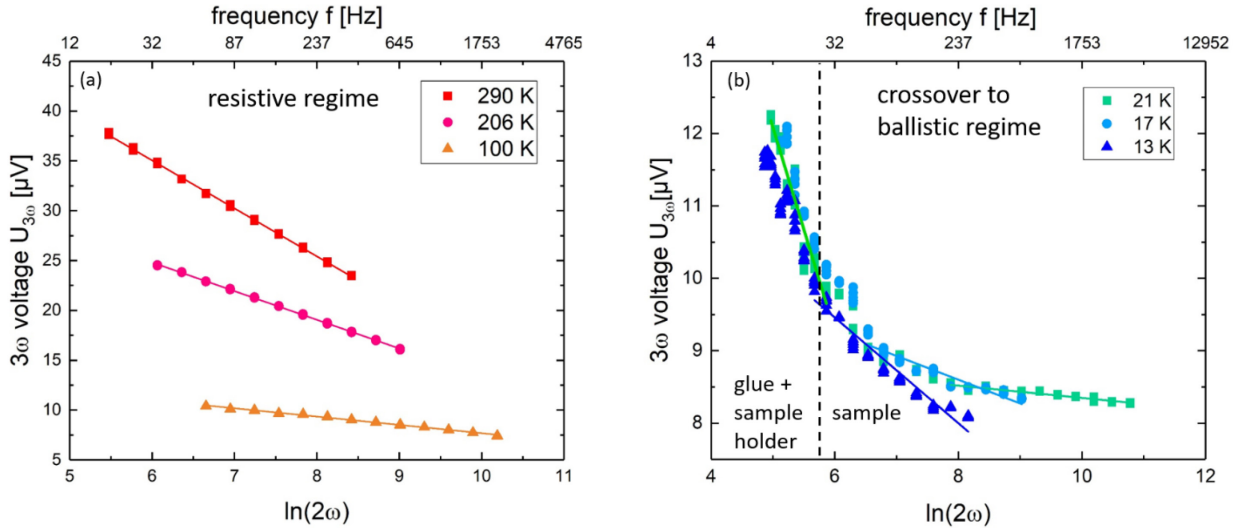 frequency f [Hz]
12 32 87 237 645 1753 4765
45
40
35
30
25
20
15
10
5
3ω voltage U3ω [µV]
(a)
resistive regime
290 K
206 K
100 K
5 6 7 8 9 10 11
ln(2ω)
frequency f [Hz]
4 32 237 1753 12952
13
12
11
10
9
8
3ω voltage U3ω[µV]
(b)
crossover to
ballistic regime
21 K
17 K
13 K
glue +
sample
holder
sample
4 6 8 10 12
ln(2ω)